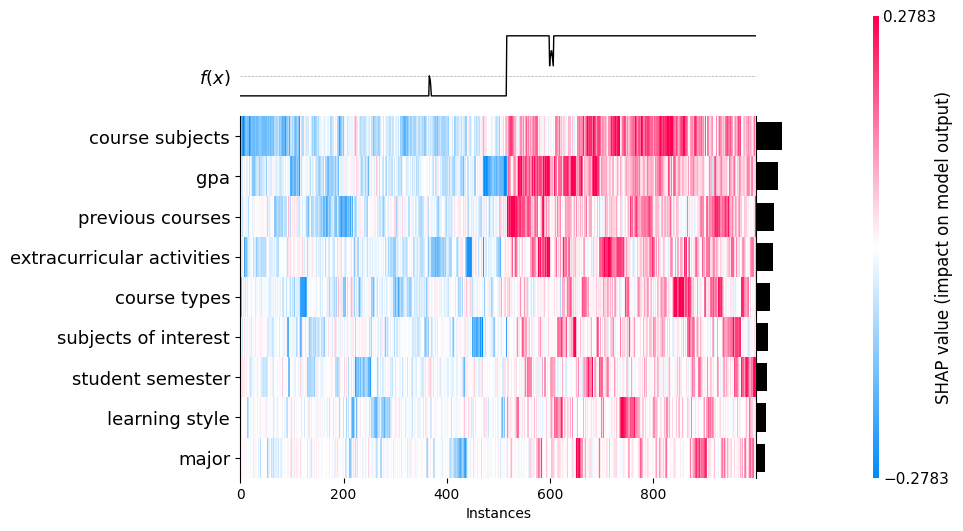 0.2783
f(x)
course subjects
gpa
previous courses
extracurricular activities
course types
subjects of interest
student semester
learning style
major
0 200 400 600 800
Instances
SHAP value (impact on model output)
−0.2783